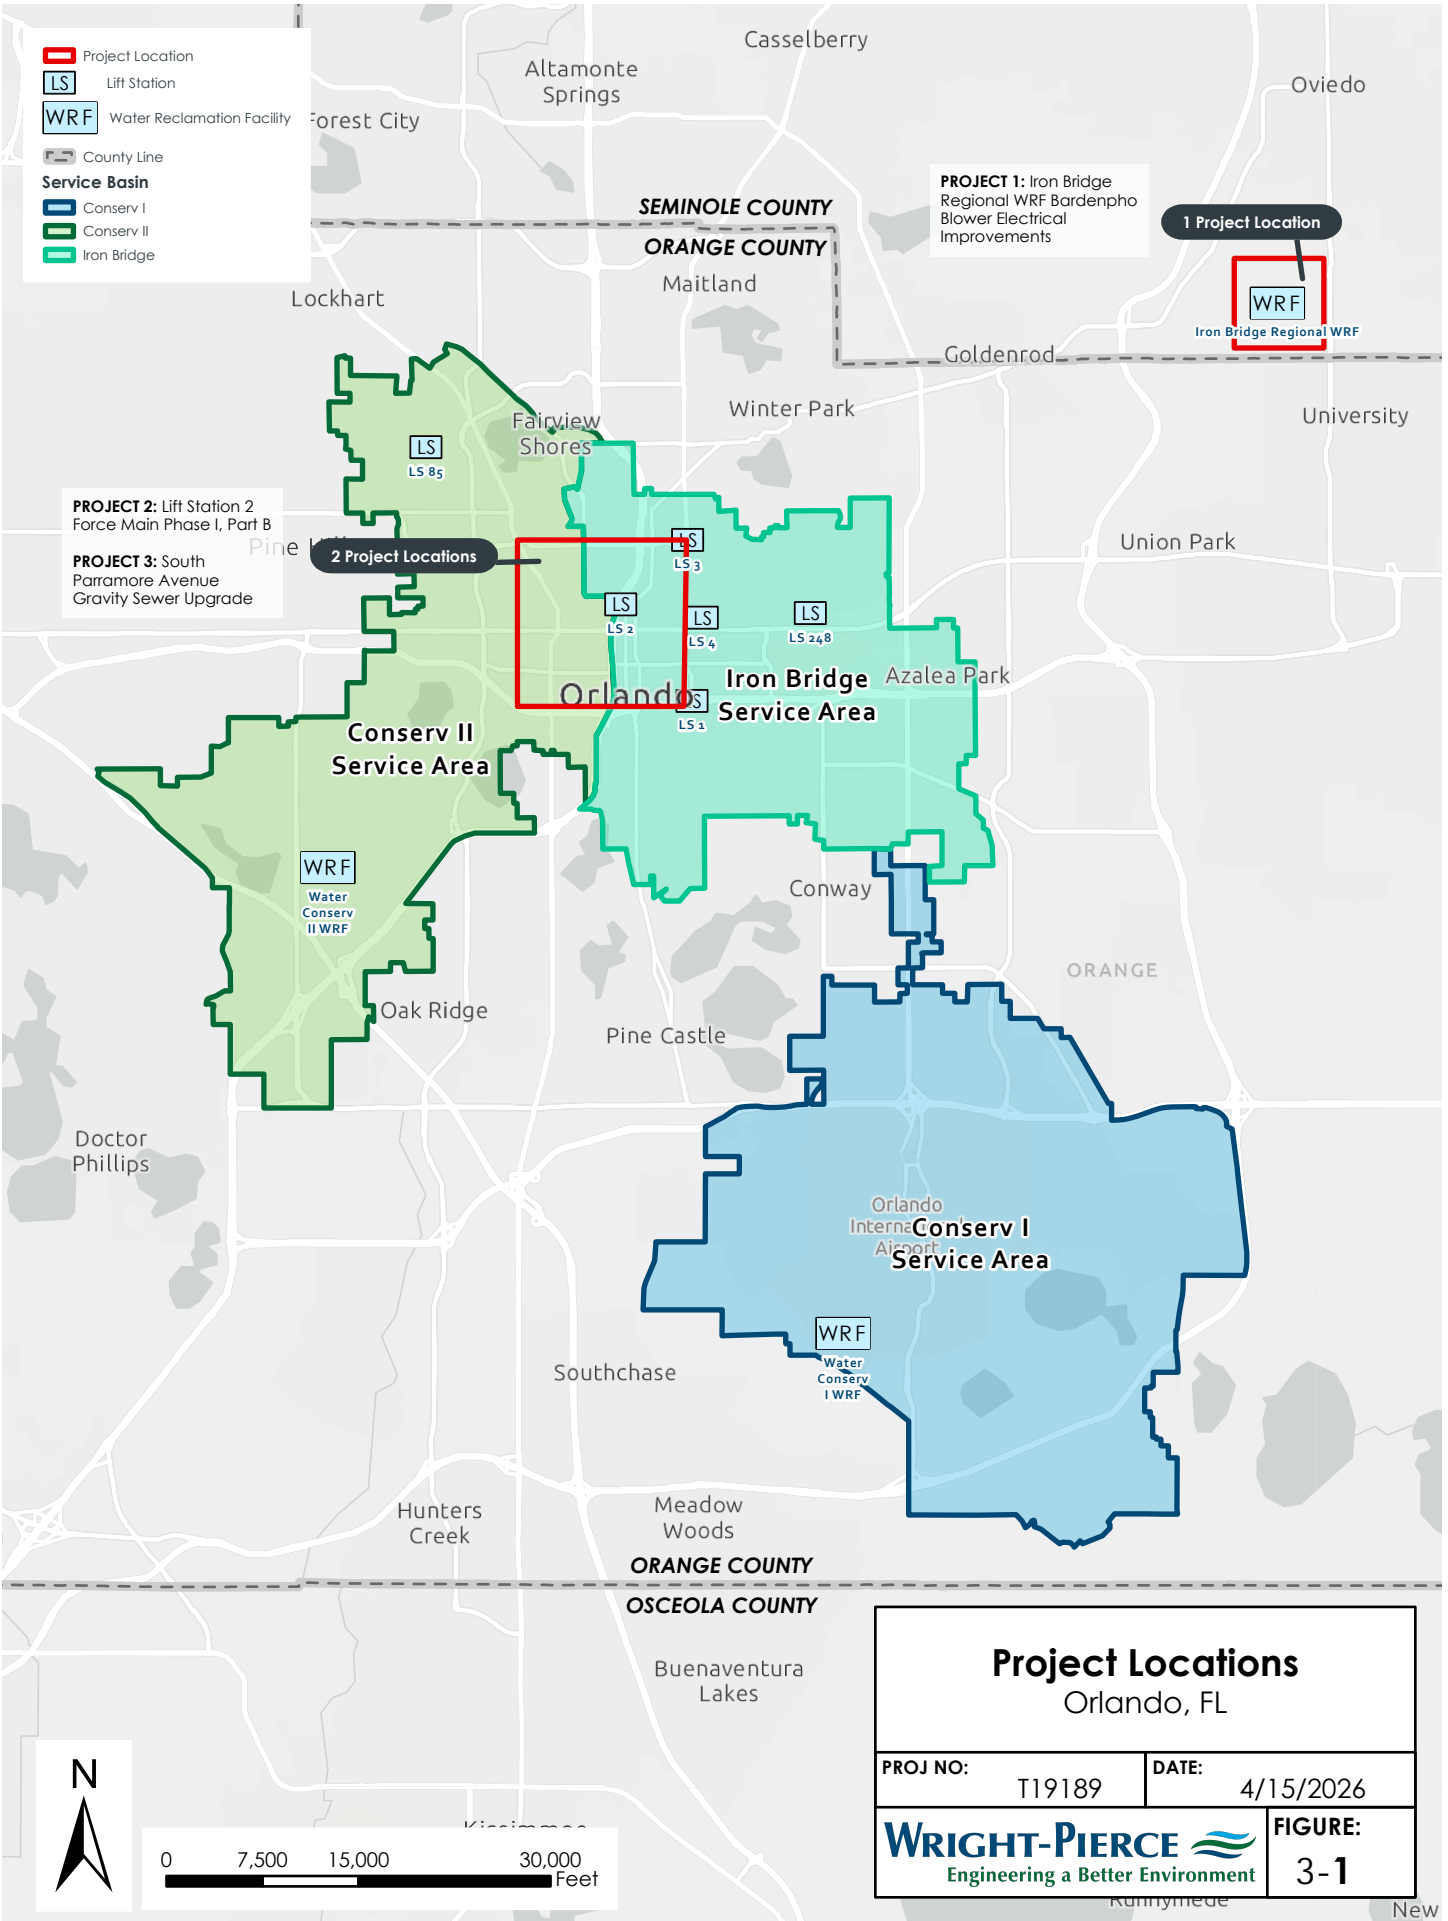 Project Location
LS Lift Station
WRF Water Reclamation Facility
County Line
Service Basin
Conserv I
Conserv II
Iron Bridge
Casselberry
Altamonte
Springs
Oviedo
Forest City
SEMINOLE COUNTY
ORANGE COUNTY
PROJECT 1: Iron Bridge
Regional WRF Bardenpho
Blower Electrical
Improvements
1 Project Location
WRF
Iron Bridge Regional WRF
Maitland
Lockhart
Goldenrod
Winter Park
University
Fairview
Shores
LS
LS 85
PROJECT 2: Lift Station 2
Force Main Phase I, Part B
PROJECT 3: South
Parramore Avenue
Gravity Sewer Upgrade
Pine
2 Project Locations
LS
LS 3
Union Park
LS
LS 2
LS
LS 4
LS
LS 248
Iron Bridge
Service Area
Azalea Park
Orlando
LS
LS 1
Conserv II
Service Area
WRF
Water
Conserv
II WRF
Conway
ORANGE
Oak Ridge
Pine Castle
Doctor
Phillips
Orlando
Airport
Conserv I
Service Area
WRF
Water
Conserv
I WRF
Southchase
Hunters
Creek
Meadow
Woods
ORANGE COUNTY
OSCEOLA COUNTY
Buenaventura
Lakes
Kissimmee
Runnymede
New
N
0 7,500 15,000 30,000
Feet
Project Locations
Orlando, FL
PROJ NO: T19189
DATE: 4/15/2026
WRIGHT-PIERCE
Engineering a Better Environment
FIGURE:
3-1